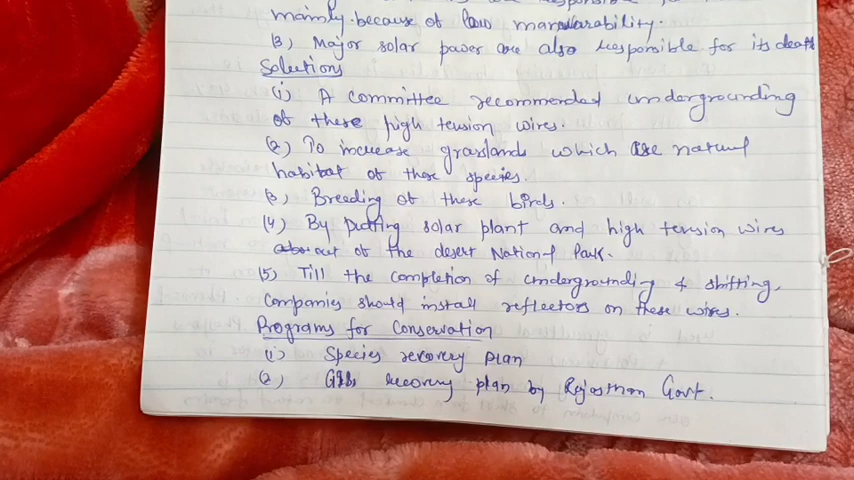 mainly because of low manuvarability.
(3) Major solar power are also responsible for its death
Solutions
(1) A committee recommended undergrounding
of these high tension wires.
(2) To increase grasslands which are natural
habitat of these species.
(3) Breeding of these birds.
(4) By putting solar plant and high tension wires
out of the desert National Park.
(5) Till the completion of undergrounding & shifting,
companies should install reflectors on these wires.
Programs for Conservation
(1) Species recovery plan
(2) GIBs recovery plan by Rajasthan Govt.